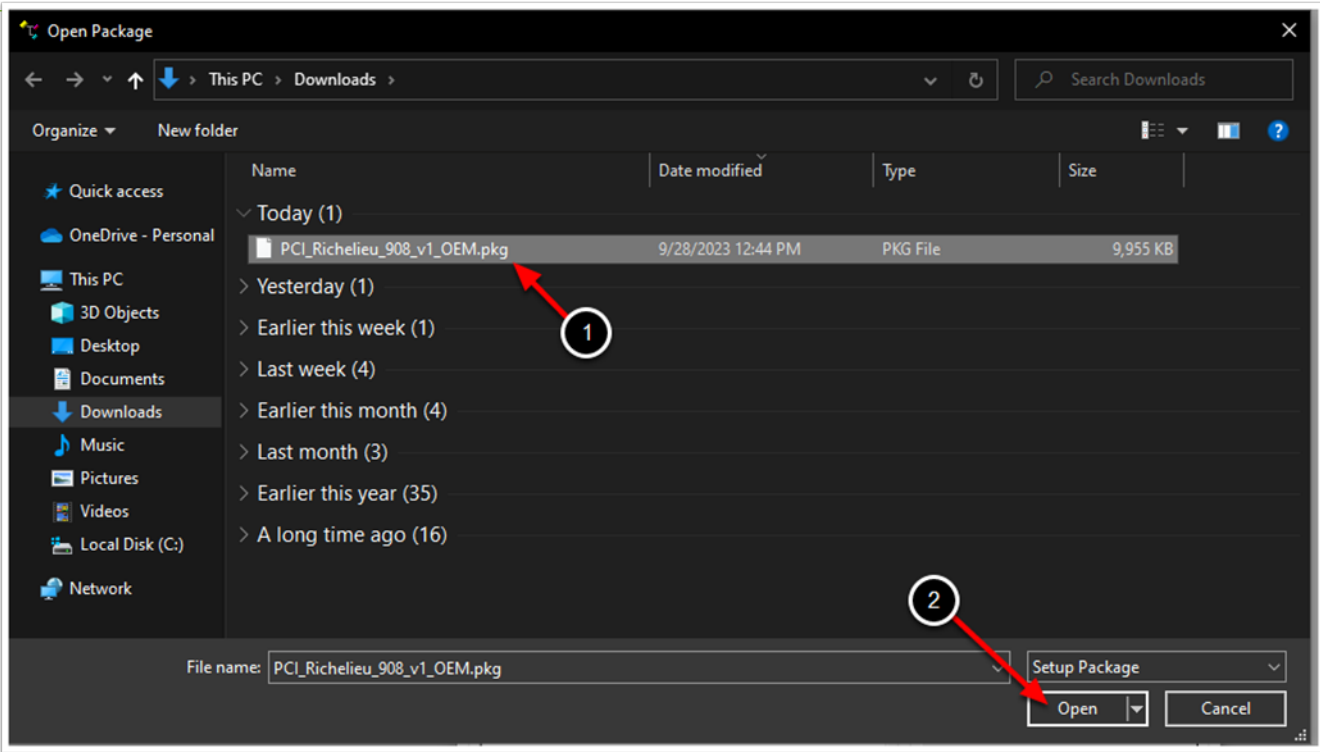 Open Package
This PC > Downloads >
Search Downloads
Organize
New folder
Name
Date modified
Type
Size
Quick access
OneDrive - Personal
This PC
3D Objects
Desktop
Documents
Downloads
Music
Pictures
Videos
Local Disk (C:)
Network
Today (1)
PCI_Richelieu_908_v1_OEM.pkg 9/28/2023 12:44 PM PKG File 9,955 KB
Yesterday (1)
1
Earlier this week (1)
Last week (4)
Earlier this month (4)
Last month (3)
Earlier this year (35)
A long time ago (16)
2
File name: PCI_Richelieu_908_v1_OEM.pkg
Setup Package
Open
Cancel